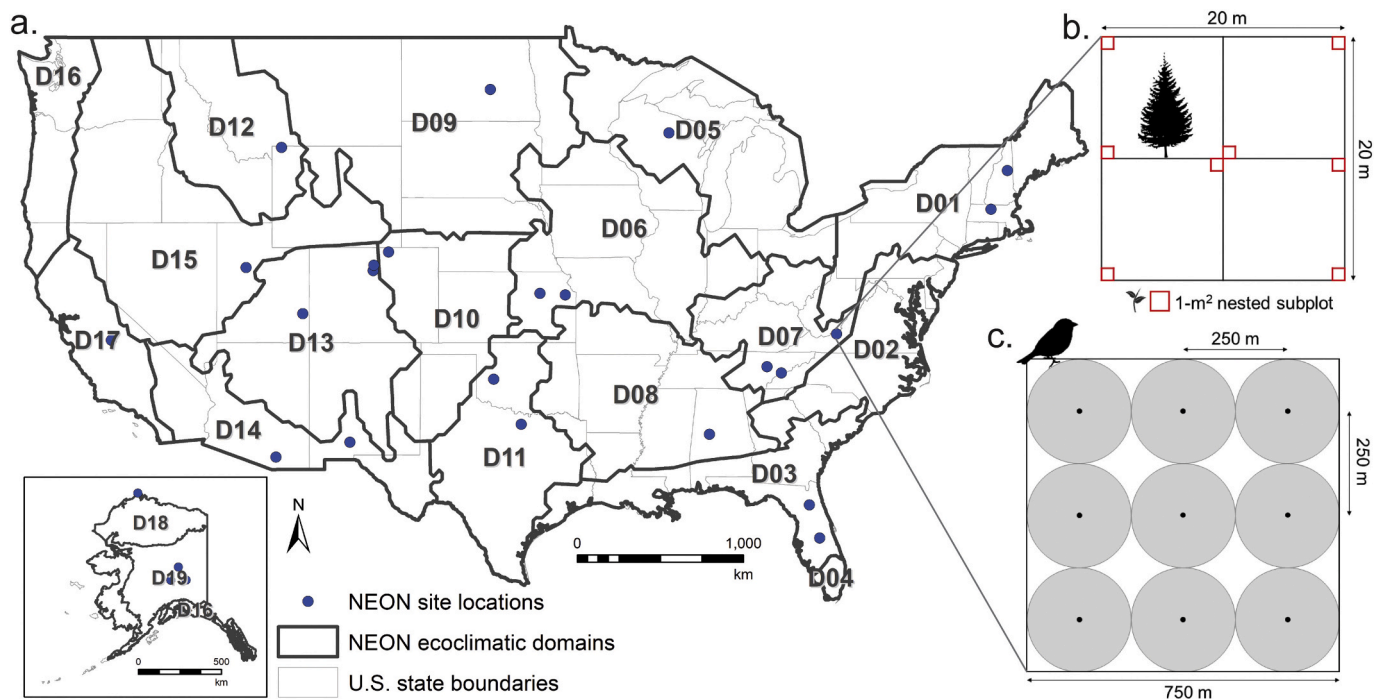 a.
D16
D12
D09
D05
D01
D06
D15
D10
D13
D17
D07
D02
D08
D14
D11
D03
D04
D18
D19
D16
0 500
km
N
0 1,000
km
NEON site locations
NEON ecoclimatic domains
U.S. state boundaries
b.
20 m
20 m
1-m² nested subplot
c.
250 m
250 m
750 m